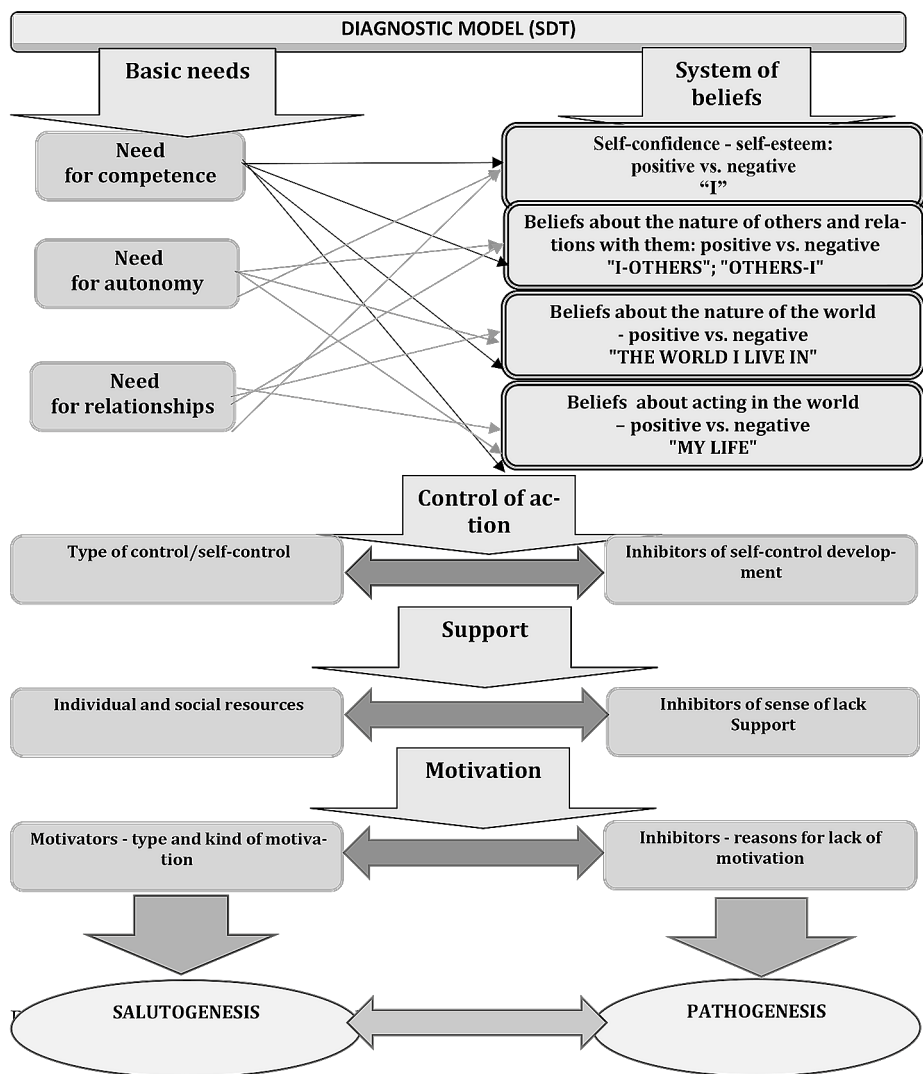 DIAGNOSTIC MODEL (SDT)
Basic needs
System of
beliefs
Need
for competence
Self-confidence - self-esteem:
positive vs. negative
“I”
Beliefs about the nature of others and rela-
tions with them: positive vs. negative
"I-OTHERS"; "OTHERS-I"
Need
for autonomy
Beliefs about the nature of the world
- positive vs. negative
"THE WORLD I LIVE IN"
Need
for relationships
Beliefs about acting in the world
– positive vs. negative
"MY LIFE"
Control of ac-
tion
Type of control/self-control
Inhibitors of self-control develop-
ment
Support
Individual and social resources
Inhibitors of sense of lack
Support
Motivation
Motivators - type and kind of motiva-
tion
Inhibitors - reasons for lack of
motivation
SALUTOGENESIS
PATHOGENESIS